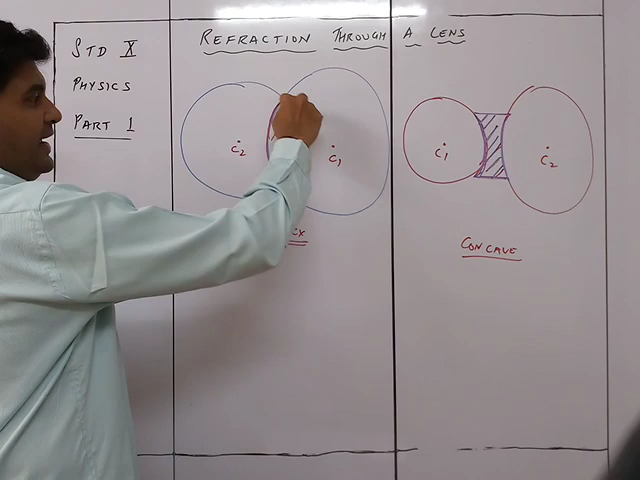 STD X
PHYSICS
PART 1
REFRACTION THROUGH A LENS
C2
C1
C1
C2
CONCAVE